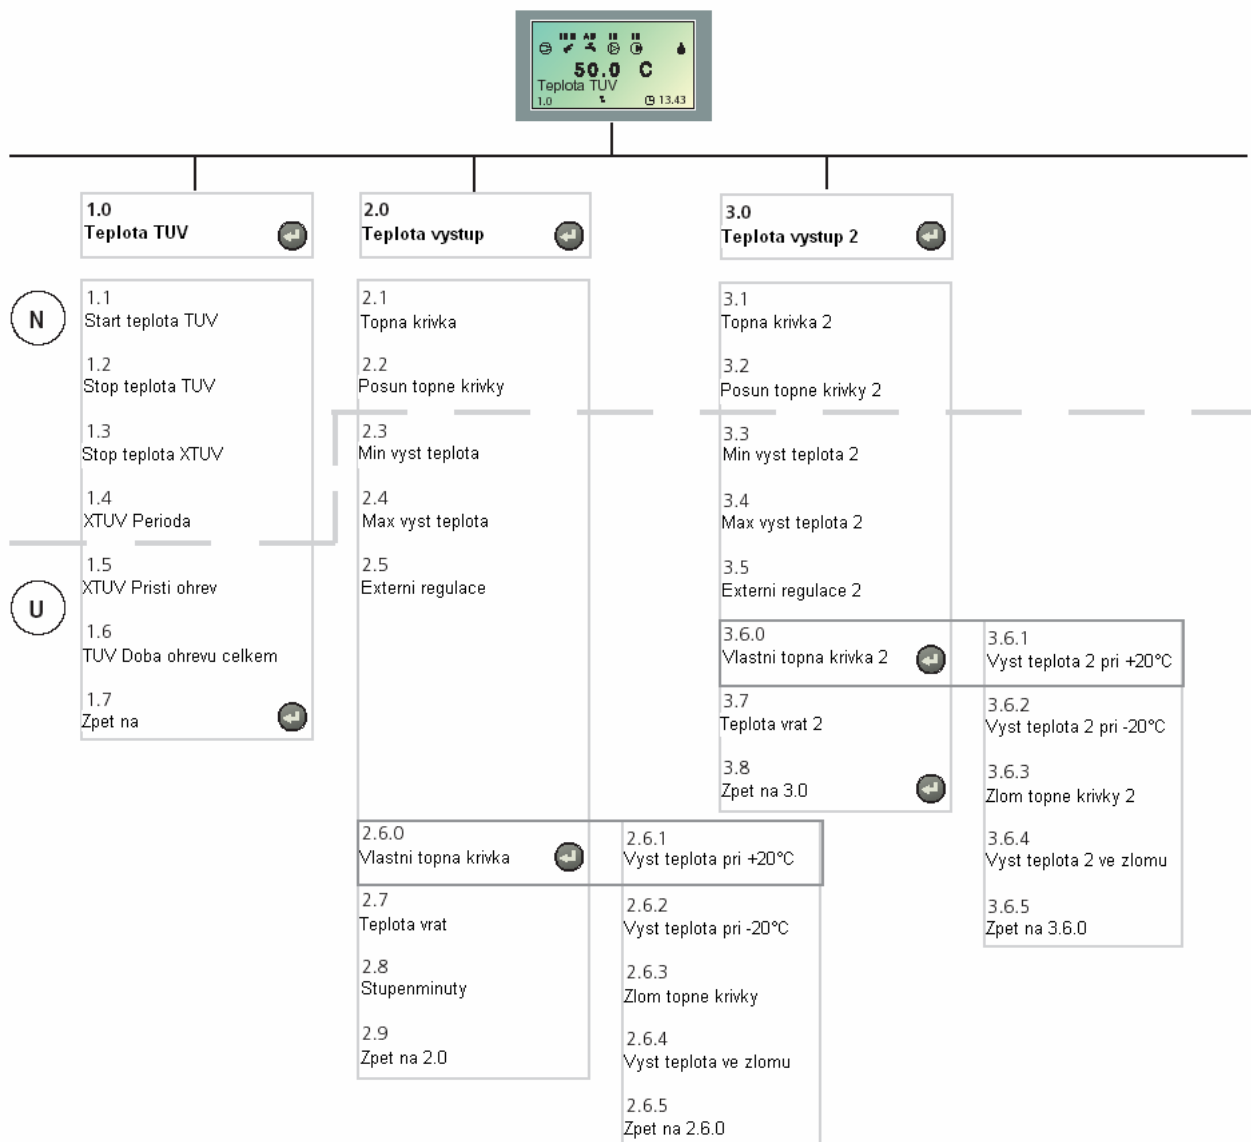 50.0 C
Teplota TUV
1.0
13.43
1.0
Teplota TUV
2.0
Teplota vystup
3.0
Teplota vystup 2
N
U
1.1
Start teplota TUV
1.2
Stop teplota TUV
1.3
Stop teplota XTUV
1.4
XTUV Perioda
1.5
XTUV Pristi ohrev
1.6
TUV Doba ohrevu celkem
1.7
Zpet na
2.1
Topna krivka
2.2
Posun topne krivky
2.3
Min vyst teplota
2.4
Max vyst teplota
2.5
Externi regulace
2.6.0
Vlastni topna krivka
2.7
Teplota vrat
2.8
Stupenminuty
2.9
Zpet na 2.0
2.6.1
Vyst teplota pri +20°C
2.6.2
Vyst teplota pri -20°C
2.6.3
Zlom topne krivky
2.6.4
Vyst teplota ve zlomu
2.6.5
Zpet na 2.6.0
3.1
Topna krivka 2
3.2
Posun topne krivky 2
3.3
Min vyst teplota 2
3.4
Max vyst teplota 2
3.5
Externi regulace 2
3.6.0
Vlastni topna krivka 2
3.7
Teplota vrat 2
3.8
Zpet na 3.0
3.6.1
Vyst teplota 2 pri +20°C
3.6.2
Vyst teplota 2 pri -20°C
3.6.3
Zlom topne krivky 2
3.6.4
Vyst teplota 2 ve zlomu
3.6.5
Zpet na 3.6.0